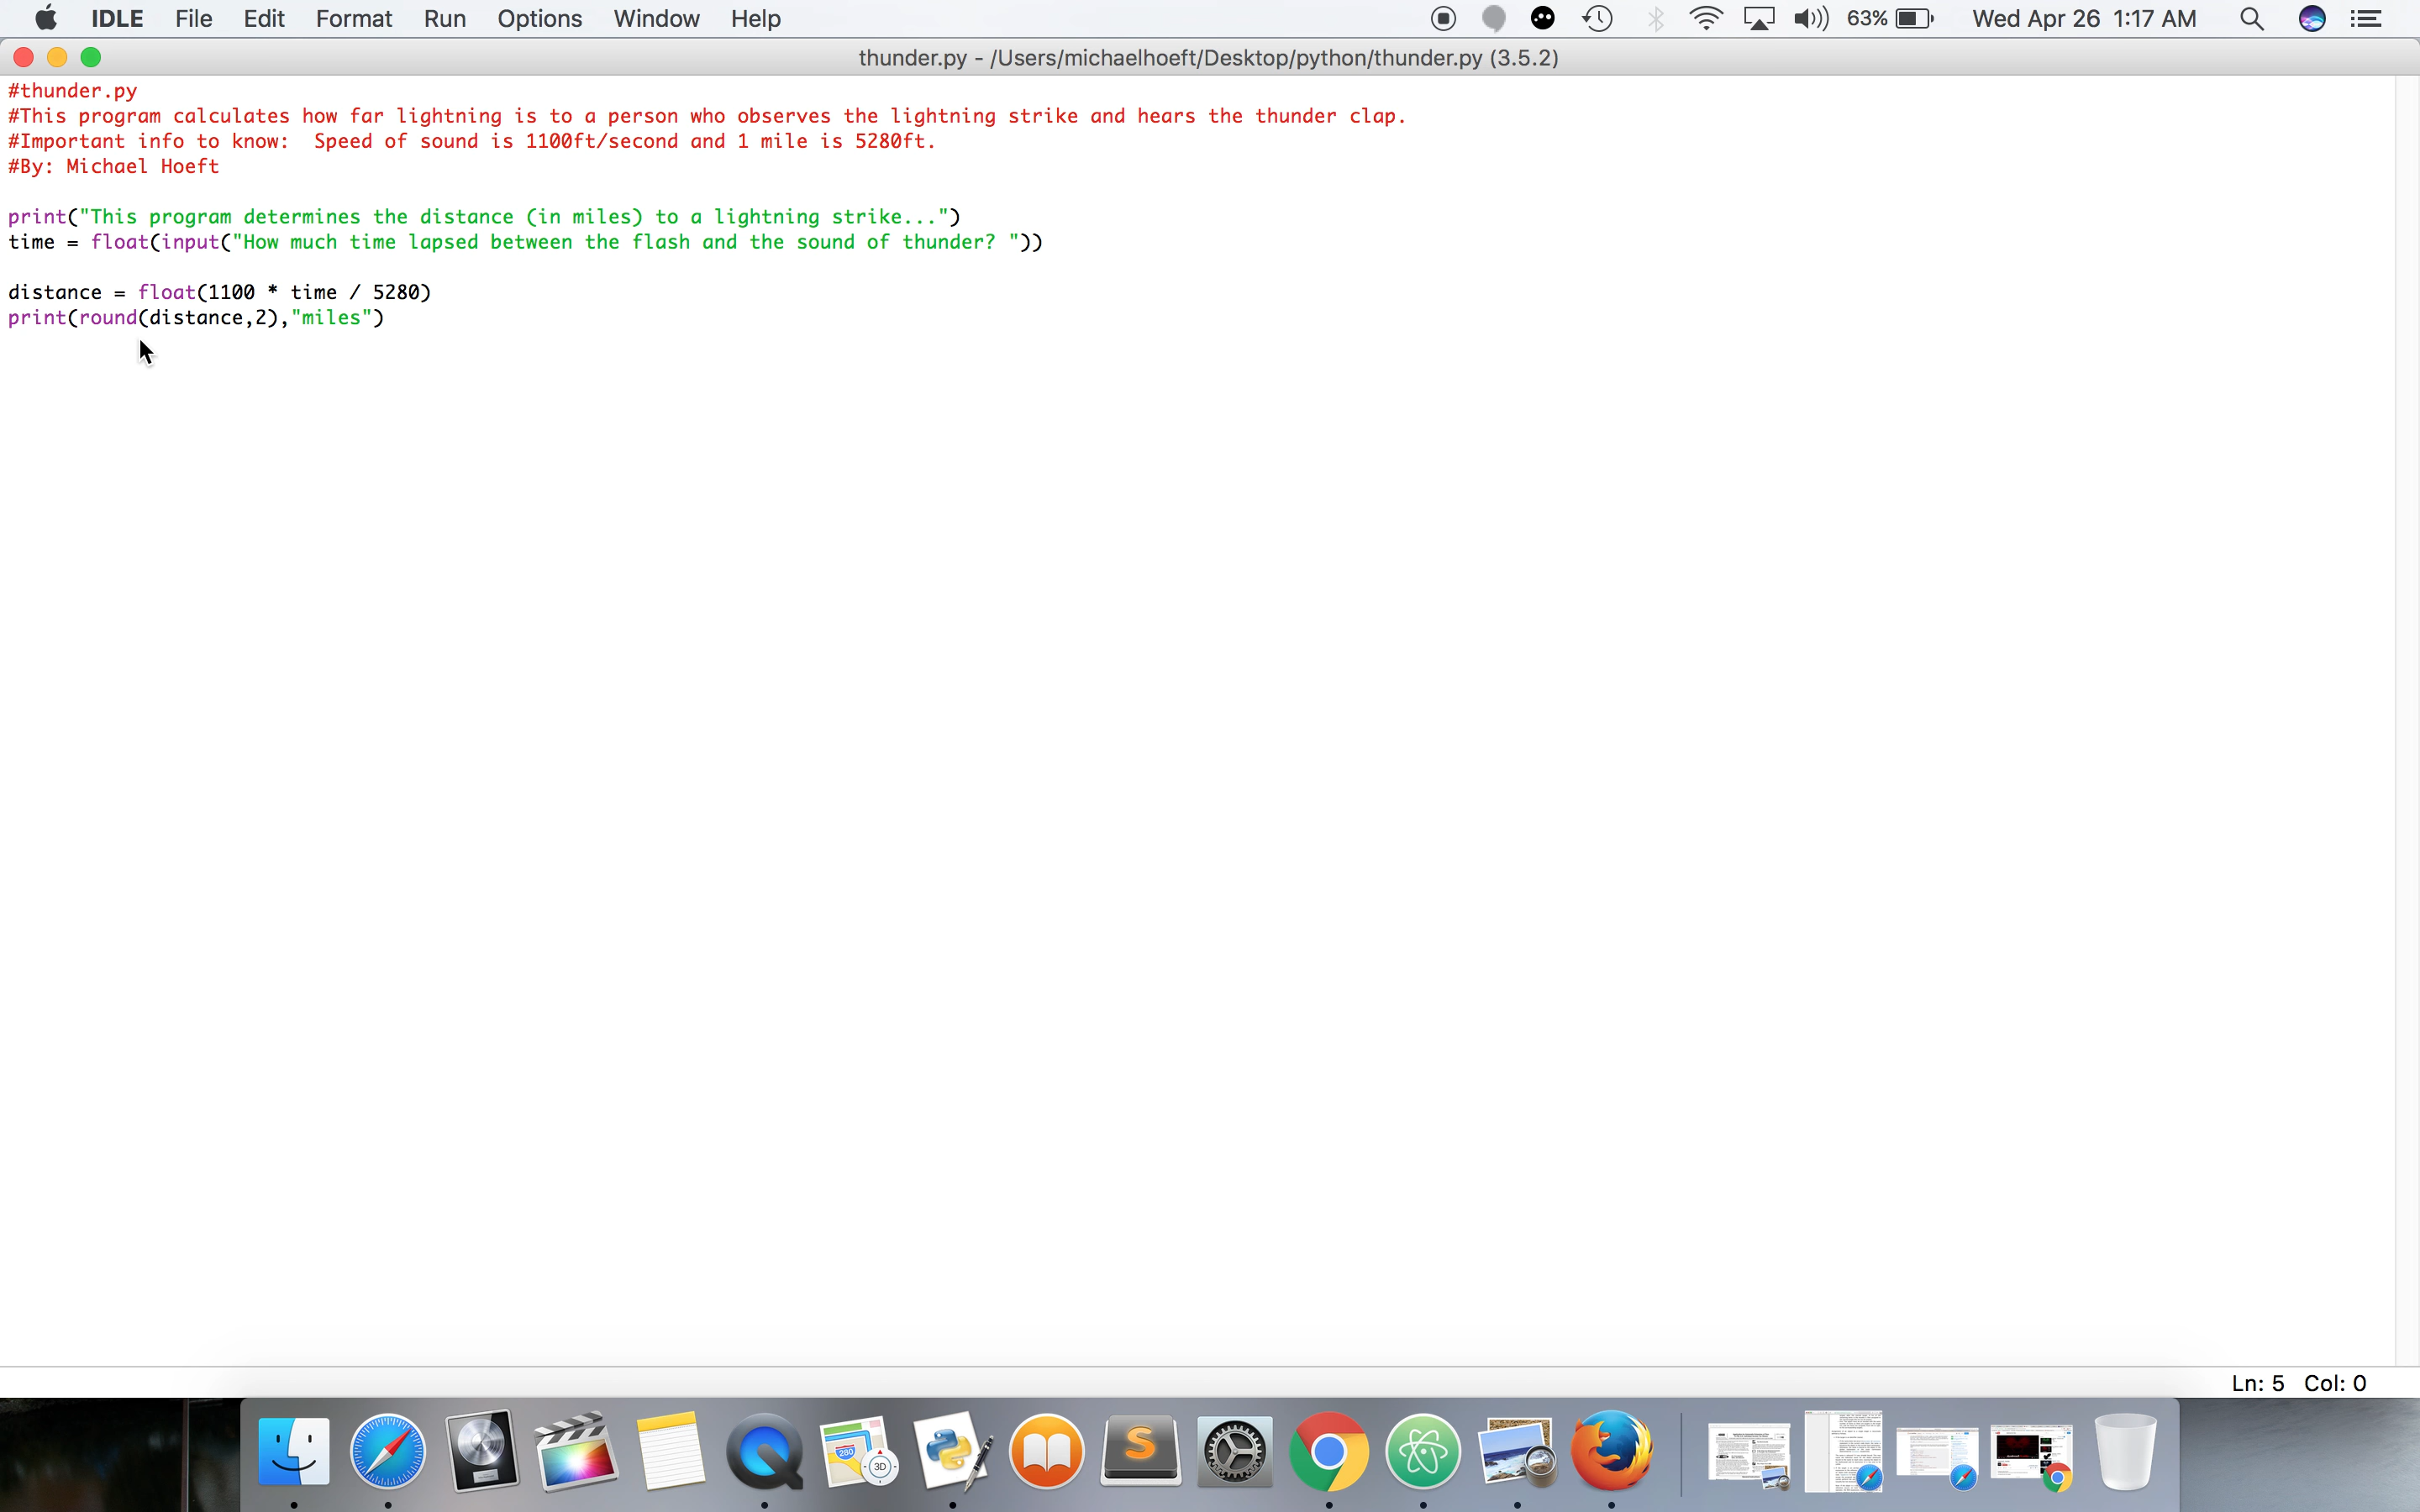 IDLE File Edit Format Run Options Window Help 63% Wed Apr 26 1:17 AM
thunder.py - /Users/michaelhoeft/Desktop/python/thunder.py (3.5.2)
#thunder.py
#This program calculates how far lightning is to a person who observes the lightning strike and hears the thunder clap.
#Important info to know:  Speed of sound is 1100ft/second and 1 mile is 5280ft.
#By: Michael Hoeft
print("This program determines the distance (in miles) to a lightning strike...")
time = float(input("How much time lapsed between the flash and the sound of thunder? "))
distance = float(1100 * time / 5280)
print(round(distance,2),"miles")
Ln: 5 Col: 0
280
3D
S